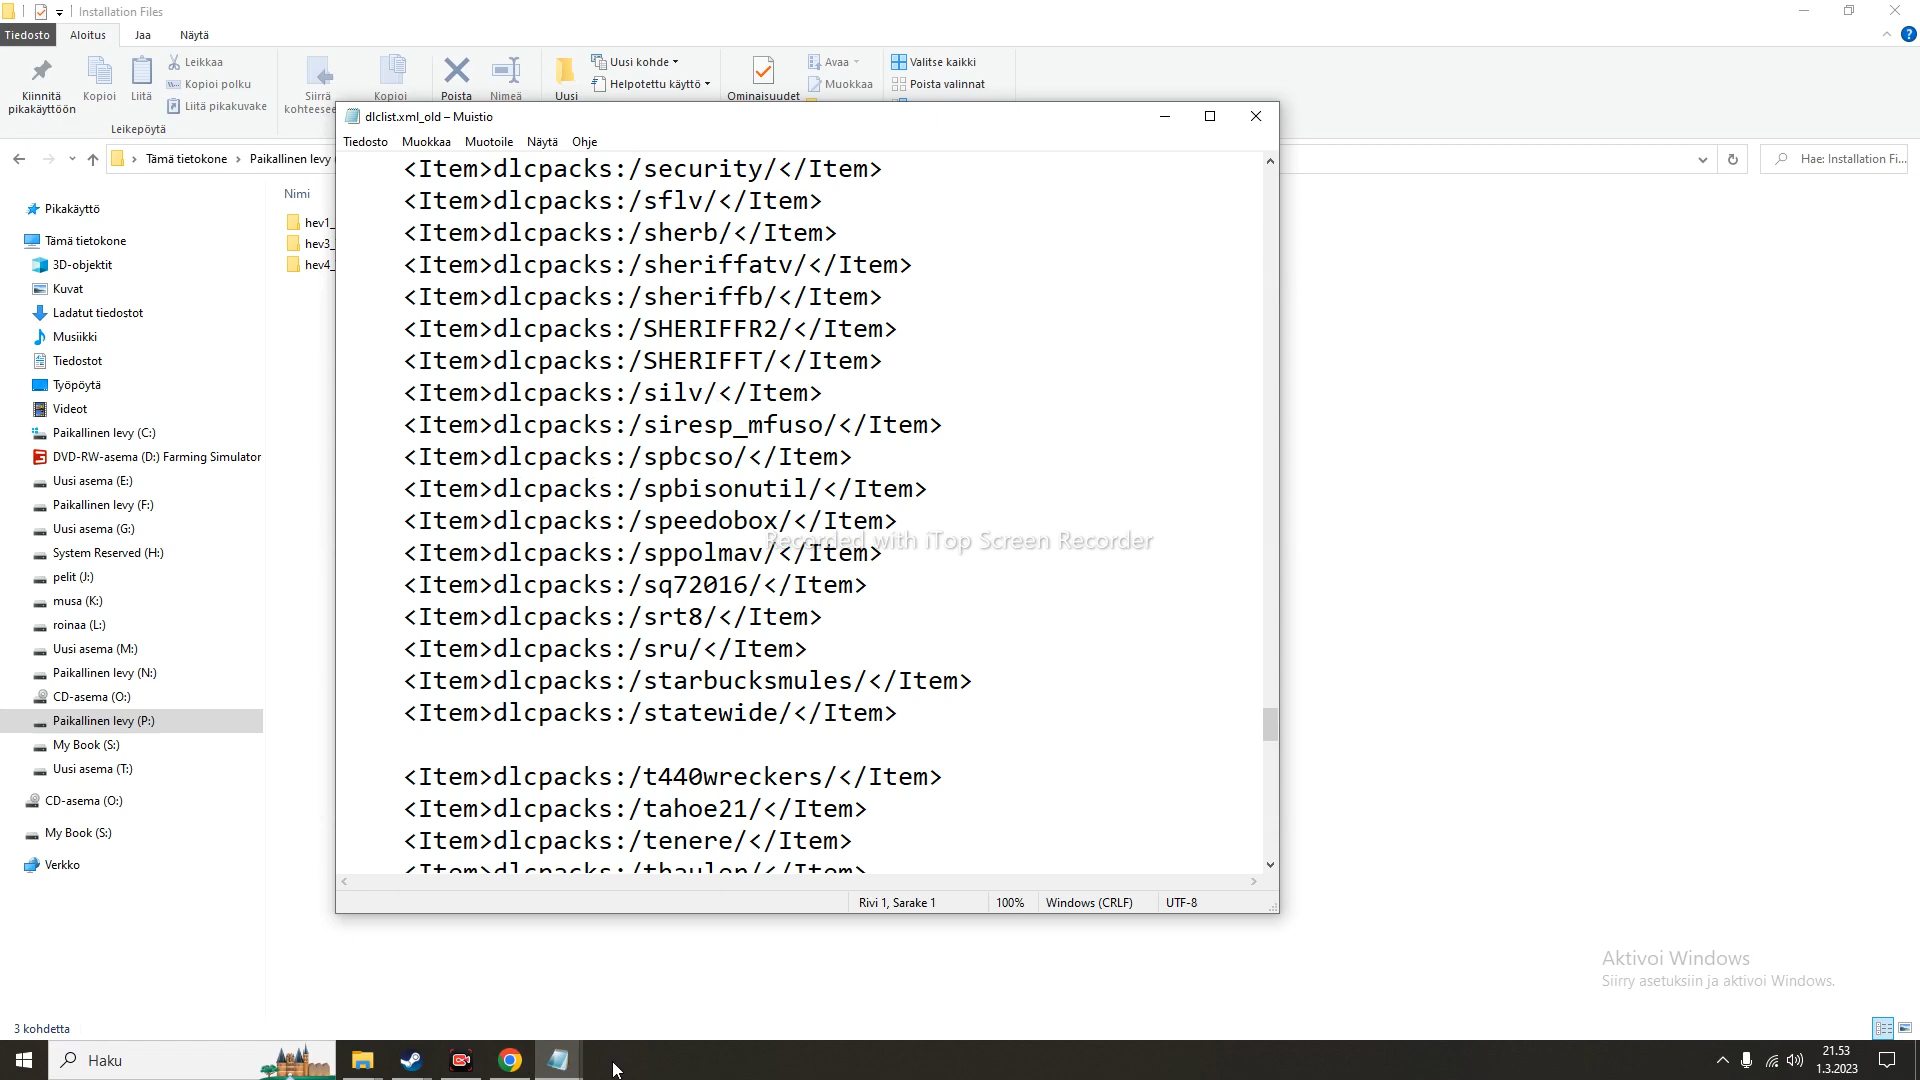 Installation Files
Tiedosto
Aloitus
Jaa
Näytä
Kiinnitä
pikakäyttöön
Kopioi
Liitä
Leikkaa
Kopioi polku
Liitä pikakuvake
Leikepöytä
Siirrä
kohteeseen
Kopioi
Poista
Nimeä
Uusi
Uusi kohde
Helpotettu käyttö
Ominaisuudet
Avaa
Muokkaa
Valitse kaikki
Poista valinnat
Tämä tietokone
Paikallinen levy
Hae: Installation Fi...
Nimi
hev1_
hev3_
hev4_
Pikakäyttö
Tämä tietokone
3D-objektit
Kuvat
Ladatut tiedostot
Musiikki
Tiedostot
Työpöytä
Videot
Paikallinen levy (C:)
DVD-RW-asema (D:) Farming Simulator
Uusi asema (E:)
Paikallinen levy (F:)
Uusi asema (G:)
System Reserved (H:)
pelit (J:)
musa (K:)
roinaa (L:)
Uusi asema (M:)
Paikallinen levy (N:)
CD-asema (O:)
Paikallinen levy (P:)
My Book (S:)
Uusi asema (T:)
CD-asema (O:)
My Book (S:)
Verkko
3 kohdetta
dlclist.xml_old – Muistio
Tiedosto Muokkaa Muotoile Näytä Ohje
<Item>dlcpacks:/security/</Item>
<Item>dlcpacks:/sflv/</Item>
<Item>dlcpacks:/sherb/</Item>
<Item>dlcpacks:/sheriffatv/</Item>
<Item>dlcpacks:/sheriffb/</Item>
<Item>dlcpacks:/SHERIFFR2/</Item>
<Item>dlcpacks:/SHERIFFT/</Item>
<Item>dlcpacks:/silv/</Item>
<Item>dlcpacks:/siresp_mfuso/</Item>
<Item>dlcpacks:/spbcso/</Item>
<Item>dlcpacks:/spbisonutil/</Item>
<Item>dlcpacks:/speedobox/</Item>
<Item>dlcpacks:/sppolmav/</Item>
<Item>dlcpacks:/sq72016/</Item>
<Item>dlcpacks:/srt8/</Item>
<Item>dlcpacks:/sru/</Item>
<Item>dlcpacks:/starbucksmules/</Item>
<Item>dlcpacks:/statewide/</Item>
<Item>dlcpacks:/t440wreckers/</Item>
<Item>dlcpacks:/tahoe21/</Item>
<Item>dlcpacks:/tenere/</Item>
Rivi 1, Sarake 1
100%
Windows (CRLF)
UTF-8
Recorded with iTop Screen Recorder
Aktivoi Windows
Siirry asetuksiin ja aktivoi Windows.
Haku
21.53
1.3.2023